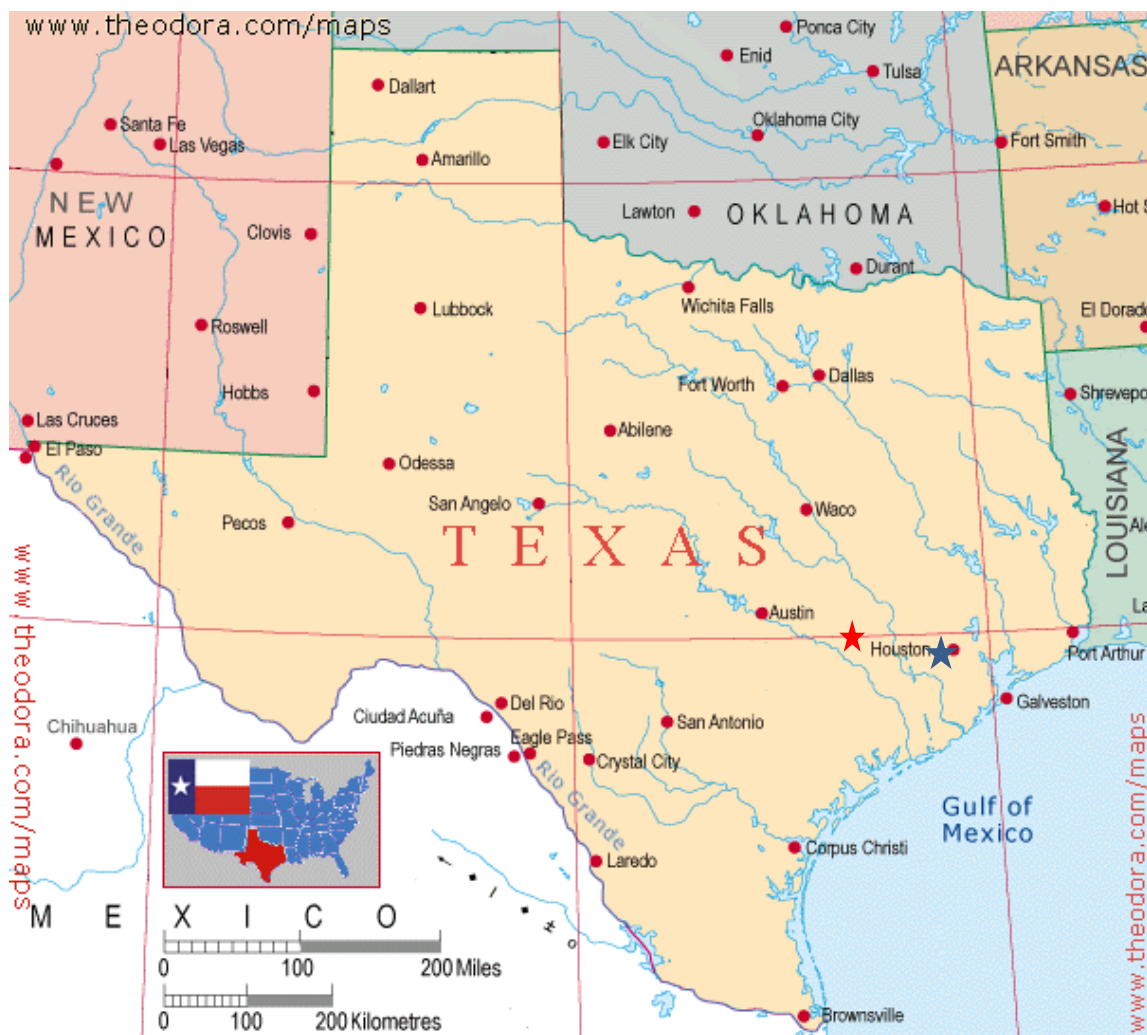 www.theodora.com/maps
Ponca City
Enid
Tulsa
ARKANSAS
Dallart
Santa Fe
Las Vegas
Amarillo
Elk City
Oklahoma City
Fort Smith
NEW
MEXICO
Clovis
Lawton
OKLAHOMA
Hot S
Durant
Lubbock
Wichita Falls
El Dorado
Roswell
Hobbs
Fort Worth
Dallas
Shrevepo
Las Cruces
El Paso
Abilene
Odessa
LOUISIANA
Rio Grande
San Angelo
Waco
Pecos
TEXAS
Ale
www.theodora.com/maps
Austin
La
Houston
Port Arthur
Del Rio
Galveston
Chihuahua
Ciudad Acuña
San Antonio
Eagle Pass
Piedras Negras
Crystal City
Rio Grande
Gulf of
Mexico
www.theodora.com/maps
Corpus Christi
Laredo
MEXICO
0 100 200 Miles
0 100 200 Kilometres
Brownsville